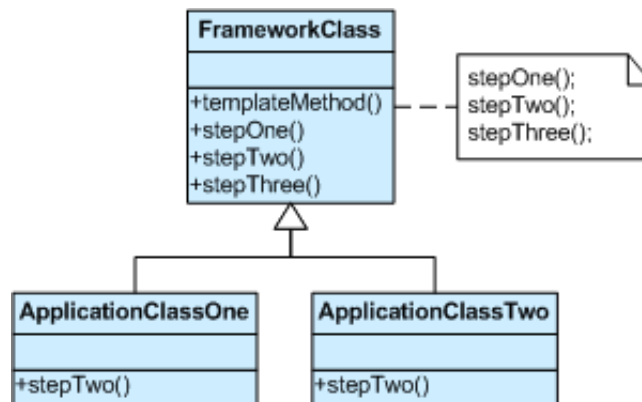 FrameworkClass
+templateMethod()
+stepOne()
+stepTwo()
+stepThree()
stepOne();
stepTwo();
stepThree();
ApplicationClassOne
+stepTwo()
ApplicationClassTwo
+stepTwo()